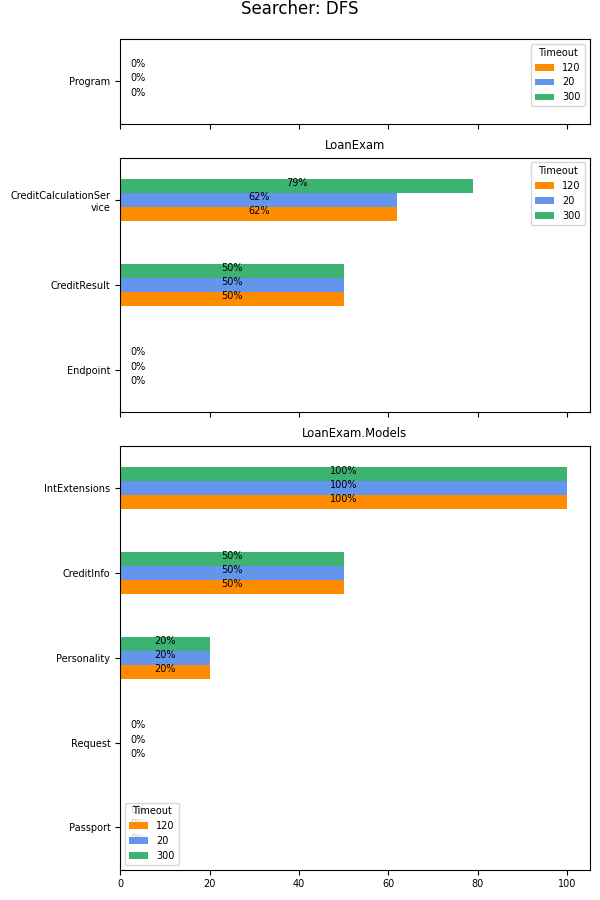 Searcher: DFS
Program
0%
0%
0%
Timeout
120
20
300
LoanExam
CreditCalculationSer
vice
79%
62%
62%
Timeout
120
20
300
CreditResult
50%
50%
50%
Endpoint
0%
0%
0%
LoanExam.Models
IntExtensions
100%
100%
100%
CreditInfo
50%
50%
50%
Personality
20%
20%
20%
Request
0%
0%
0%
Passport
Timeout
120
20
300
0 20 40 60 80 100